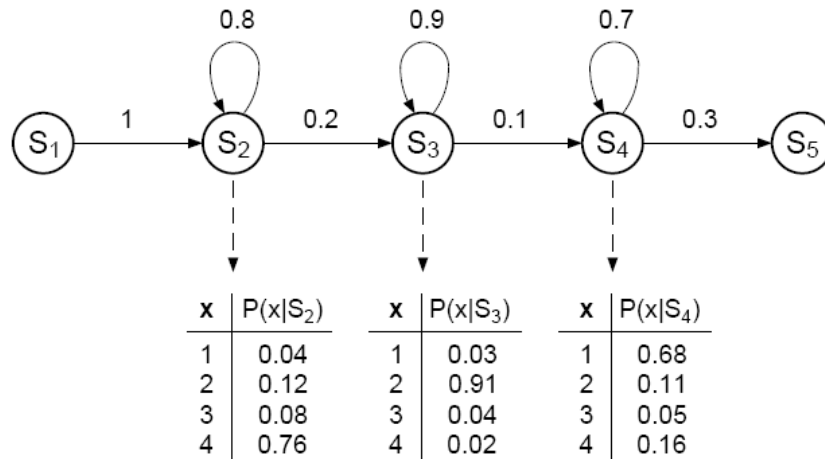 0.8 0.9 0.7
S1 1 S2 0.2 S3 0.1 S4 0.3 S5
x P(x|S2) x P(x|S3) x P(x|S4)
1 0.04 1 0.03 1 0.68
2 0.12 2 0.91 2 0.11
3 0.08 3 0.04 3 0.05
4 0.76 4 0.02 4 0.16